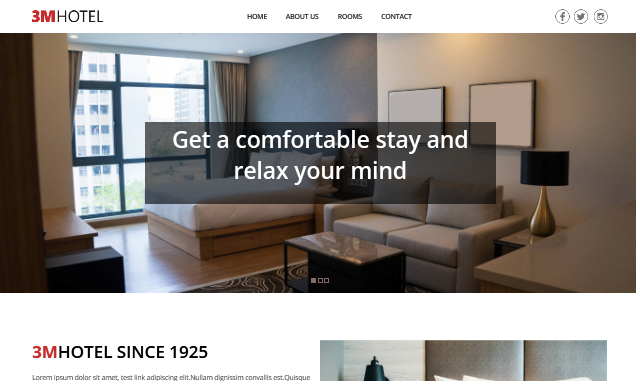 3MHOTEL
HOME ABOUT US ROOMS CONTACT
Get a comfortable stay and
relax your mind
3MHOTEL SINCE 1925
Lorem ipsum dolor sit amet, test link adipiscing elit.Nullam dignissim convallis est.Quisque